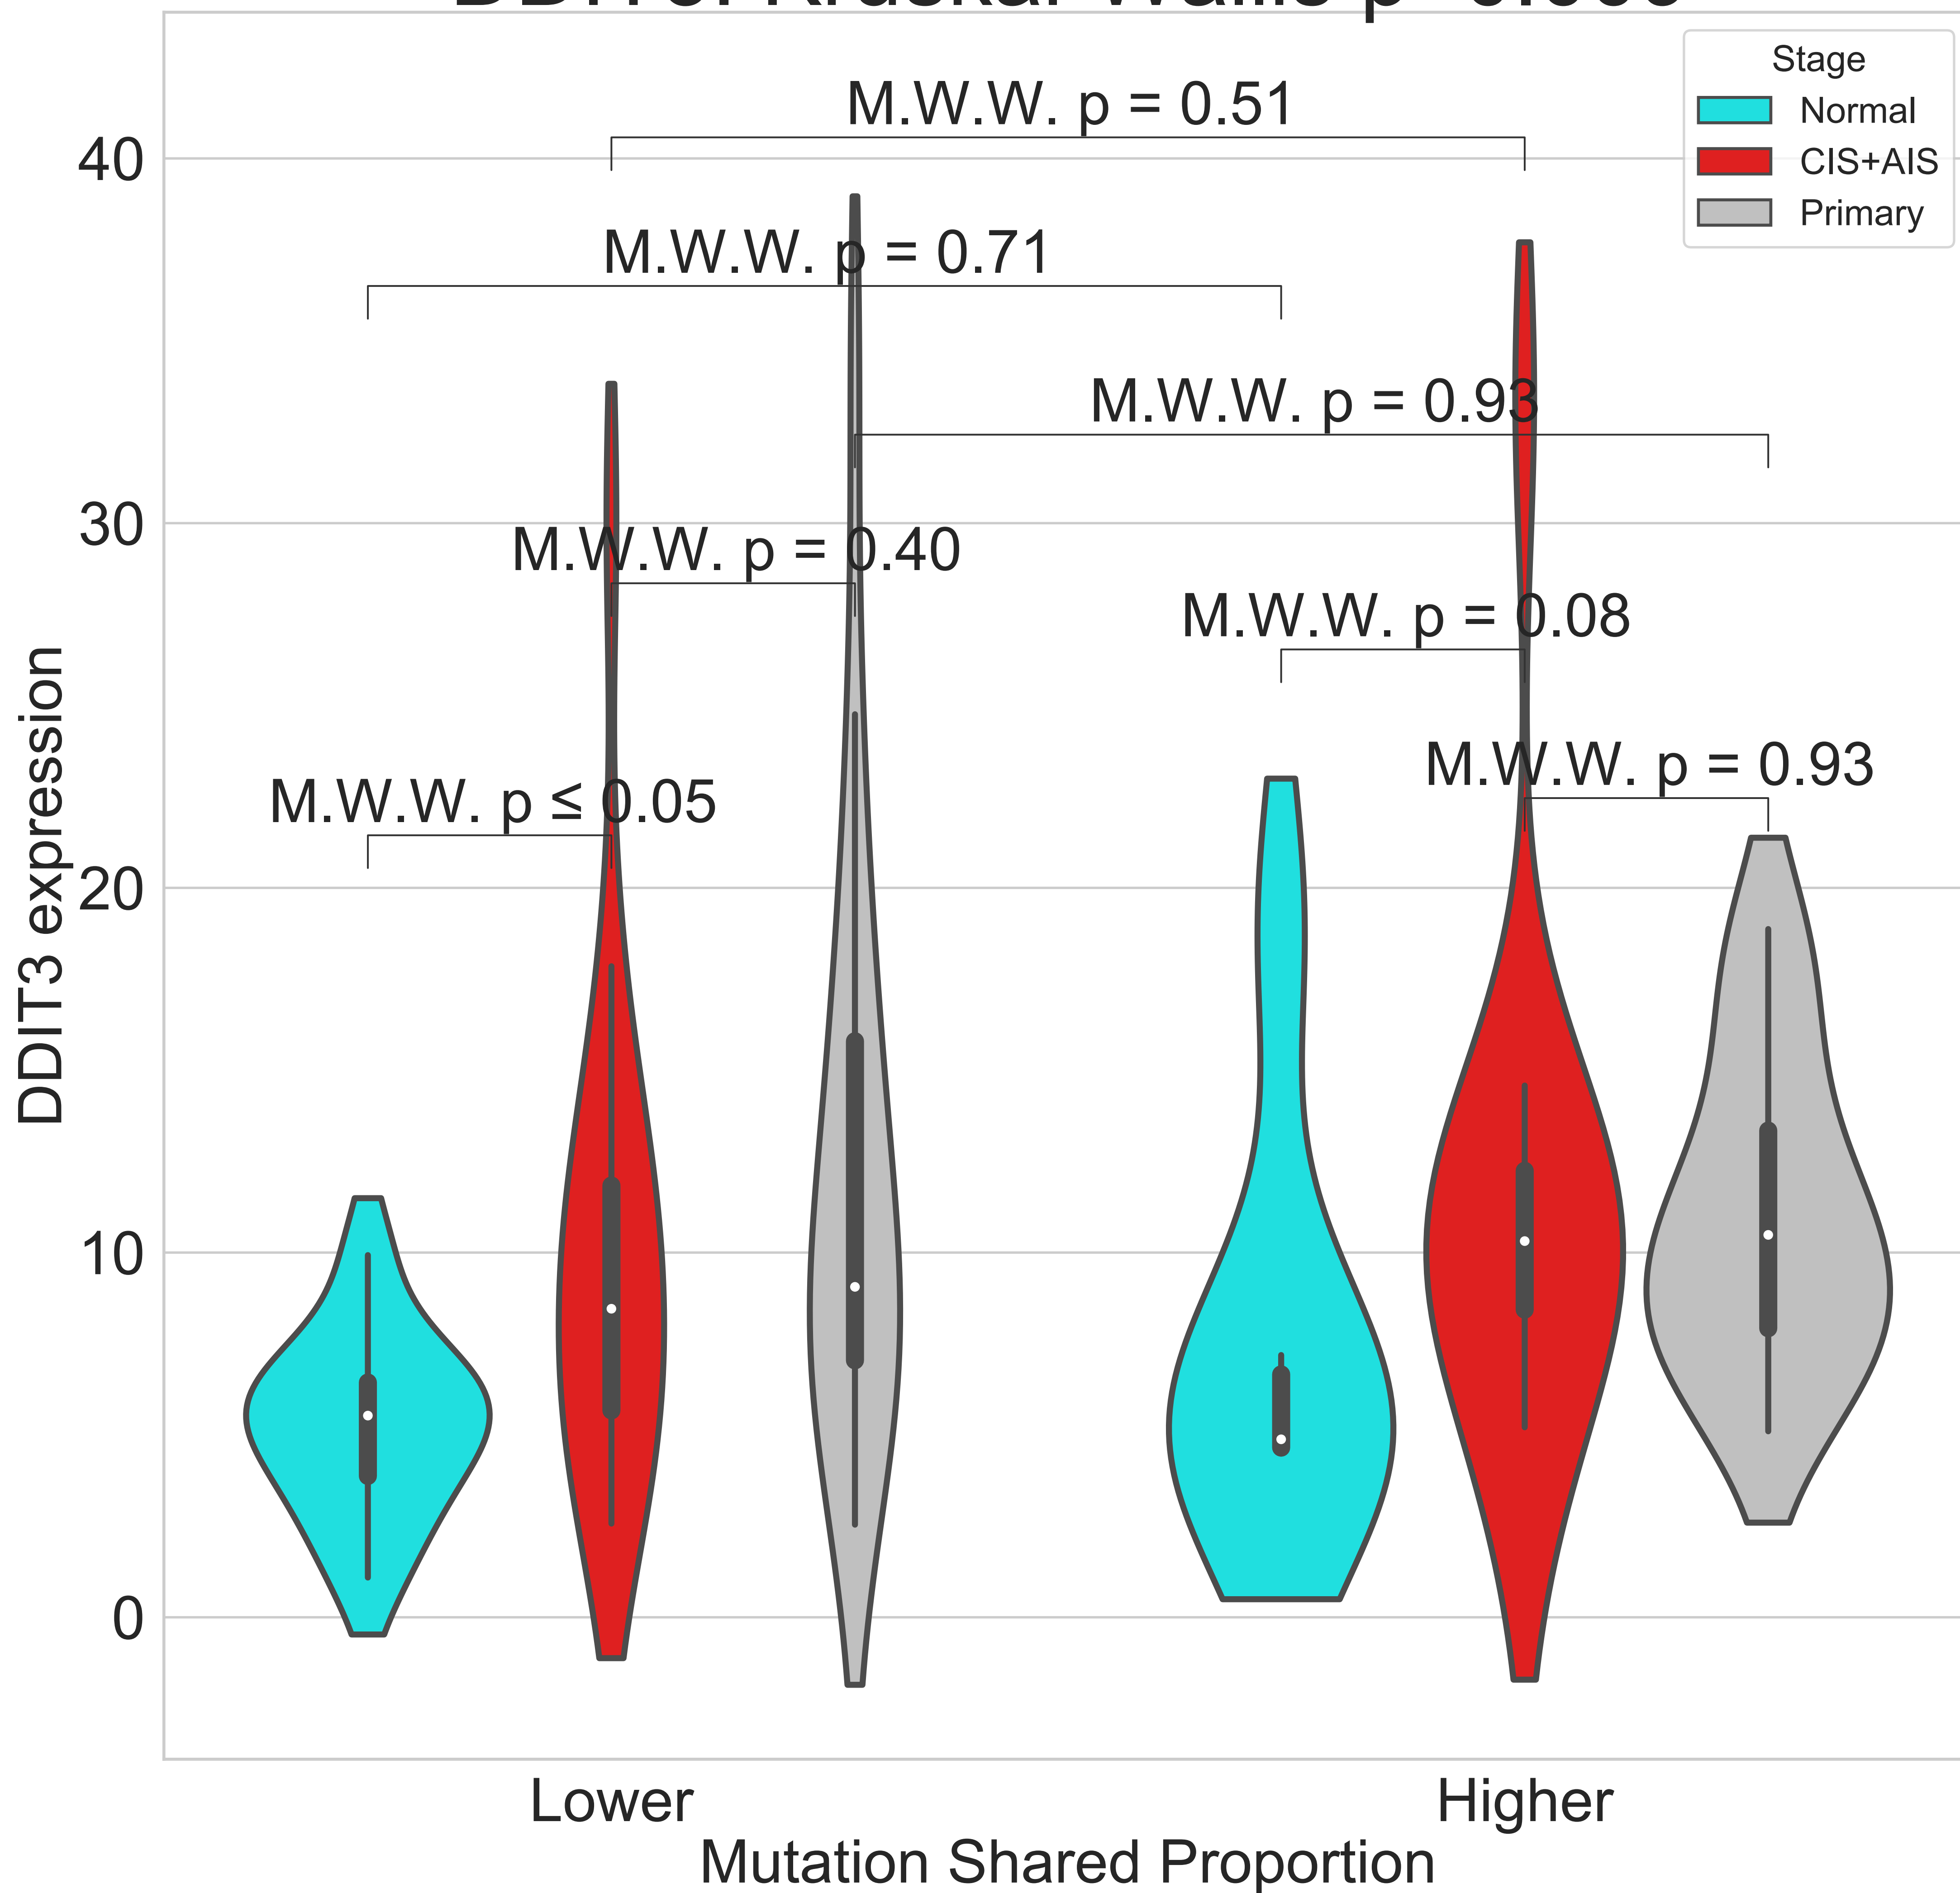 Stage
Normal
CIS+AIS
Primary
M.W.W. p = 0.51
M.W.W. p = 0.71
M.W.W. p = 0.93
M.W.W. p = 0.40
M.W.W. p = 0.08
M.W.W. p = 0.93
M.W.W. p ≤ 0.05
40
30
20
10
0
DDIT3 expression
Lower
Higher
Mutation Shared Proportion